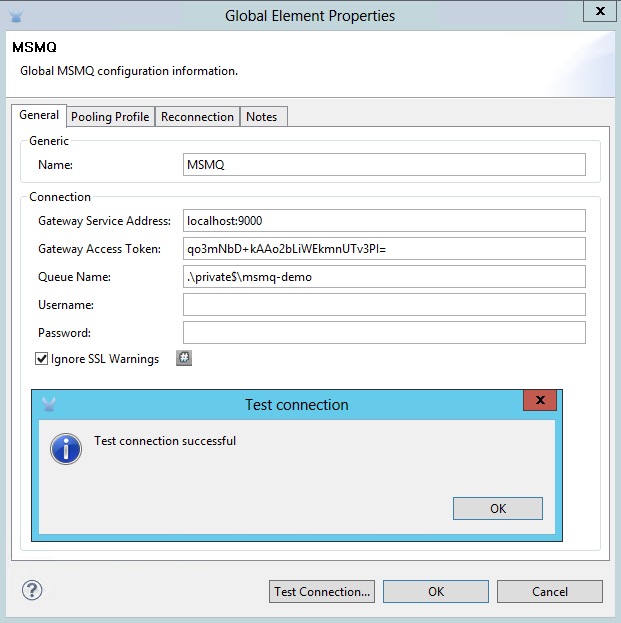 Global Element Properties
x
MSMQ
Global MSMQ configuration information.
General Pooling Profile Reconnection Notes
Generic
Name: MSMQ
Connection
Gateway Service Address: localhost:9000
Gateway Access Token: qo3mNbD+kAAo2bLiWEkmnUTv3PI=
Queue Name: .\private$\msmq-demo
Username:
Password:
Ignore SSL Warnings #
Test connection x
i Test connection successful
OK
? Test Connection... OK Cancel